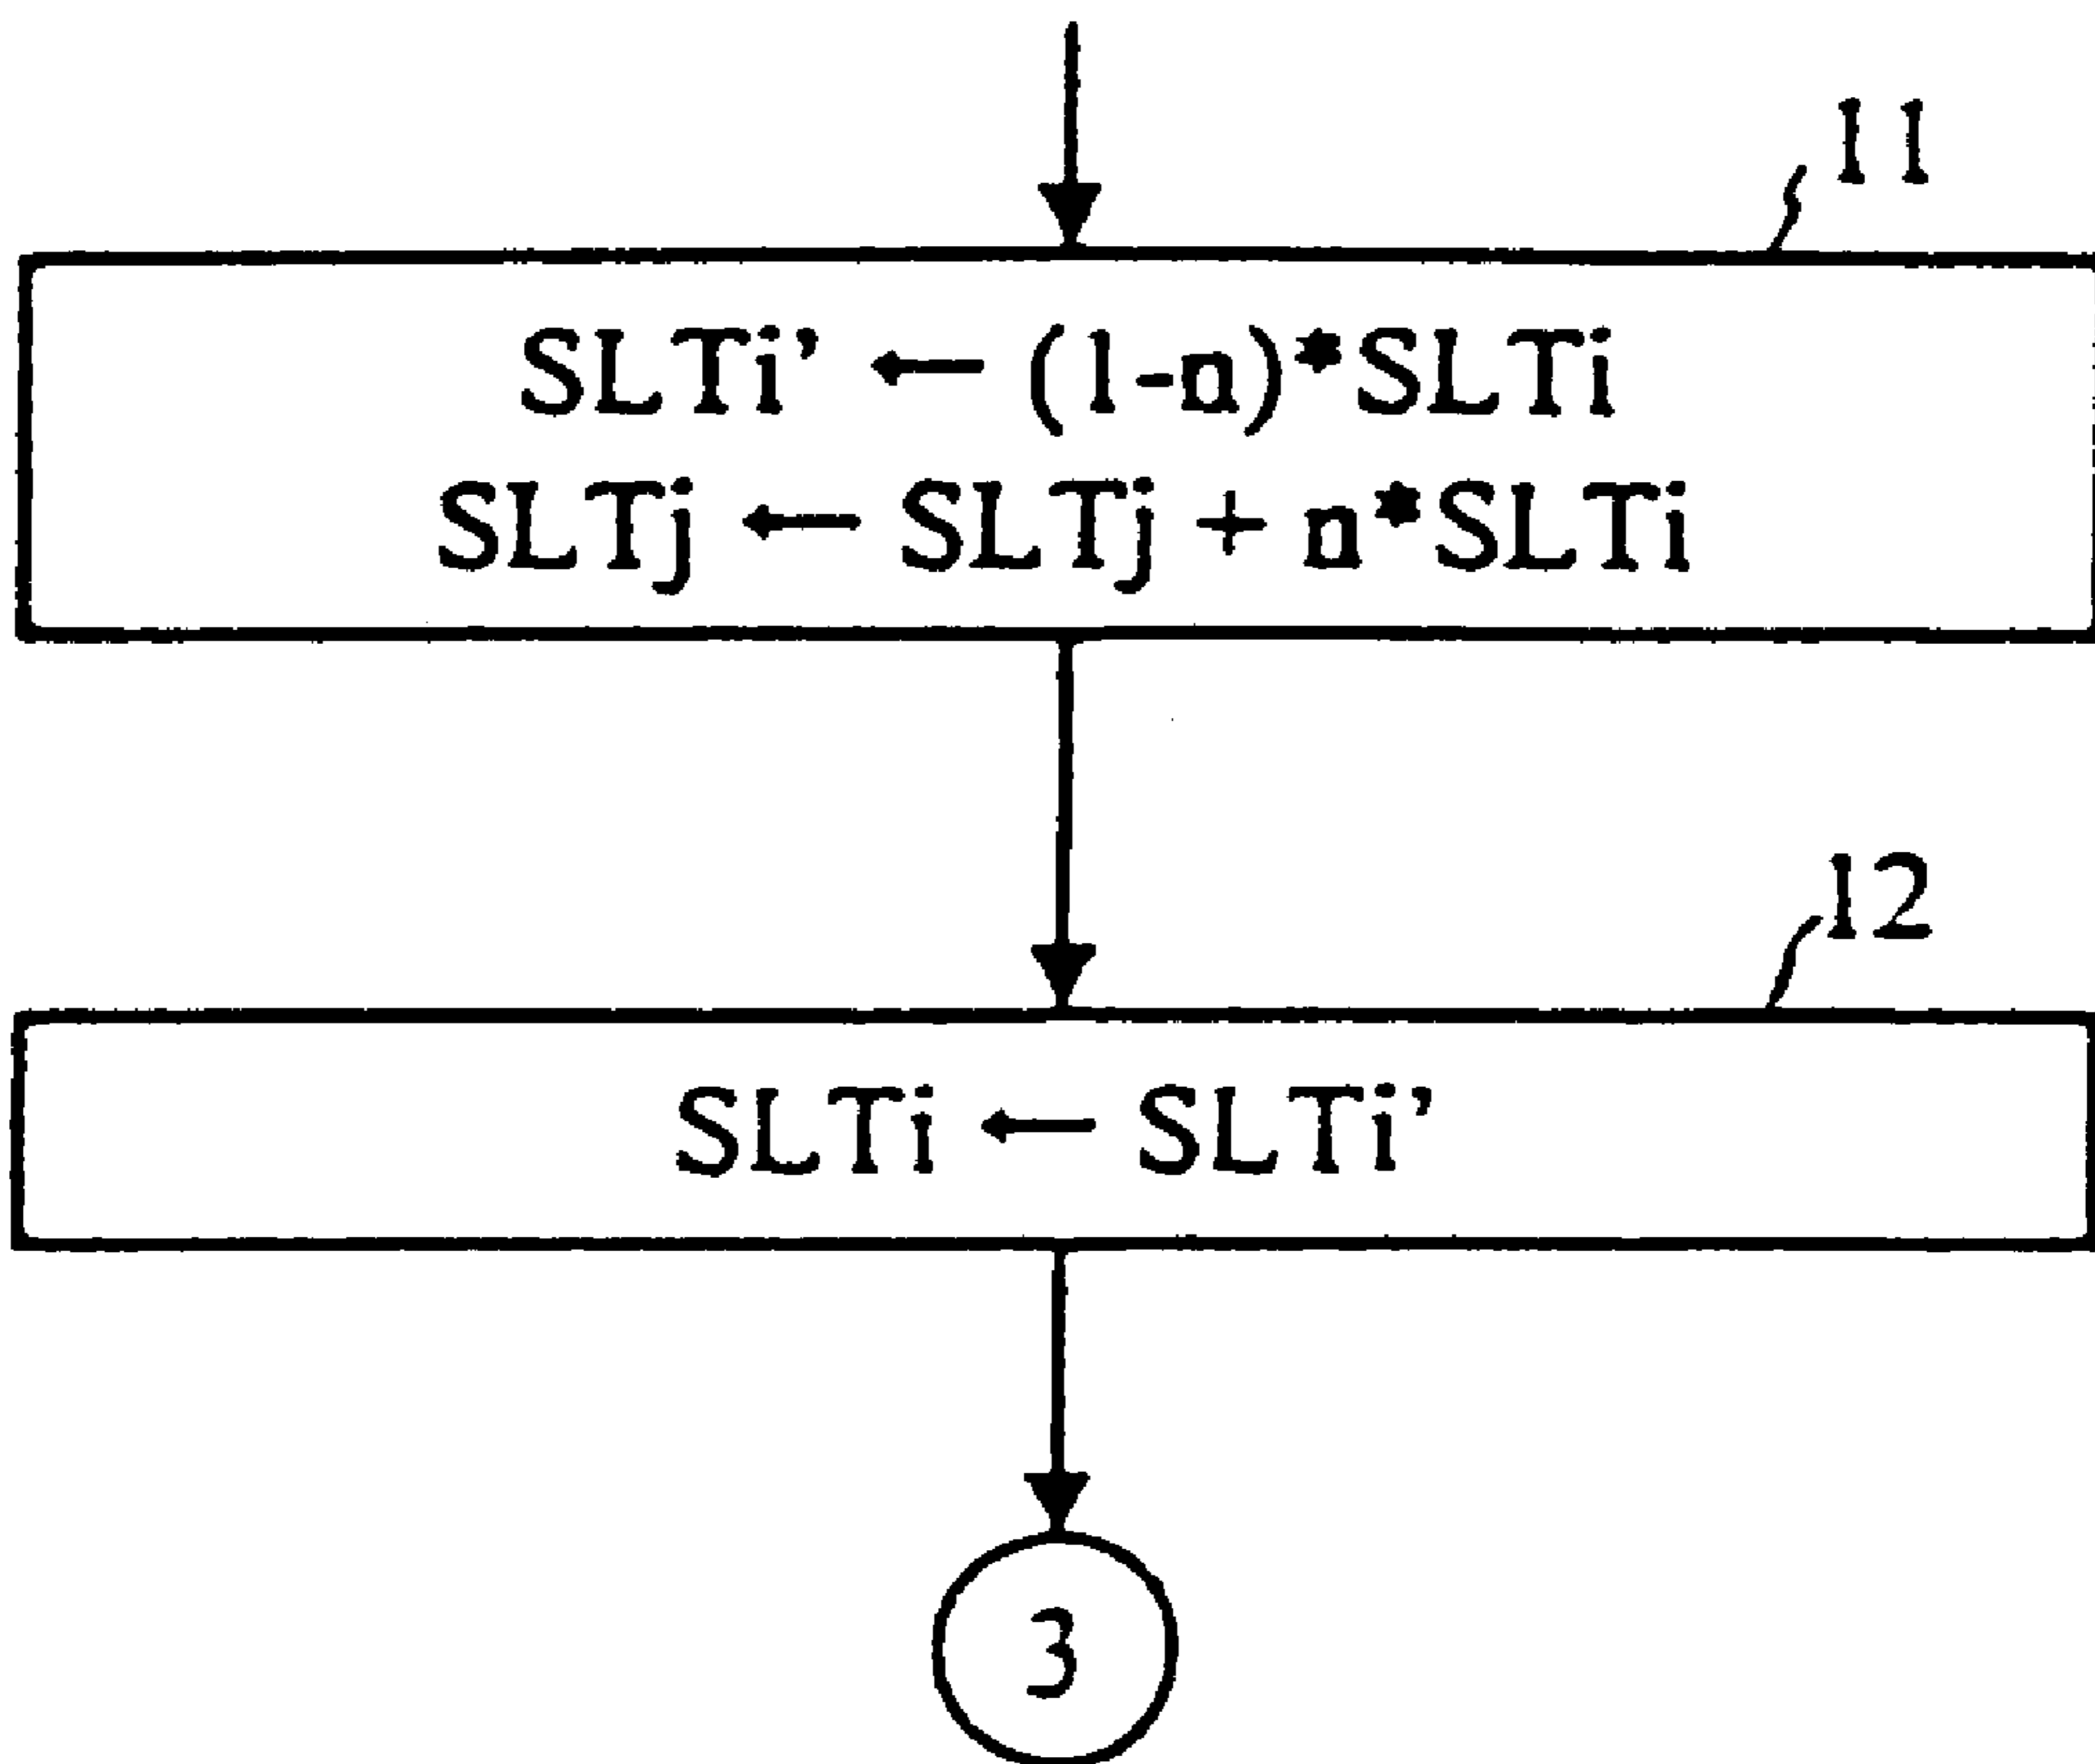 11
SLTi’ ← (1-n)*SLTi
SLTj ← SLTj + n*SLTi
12
SLTi ← SLTi’
3